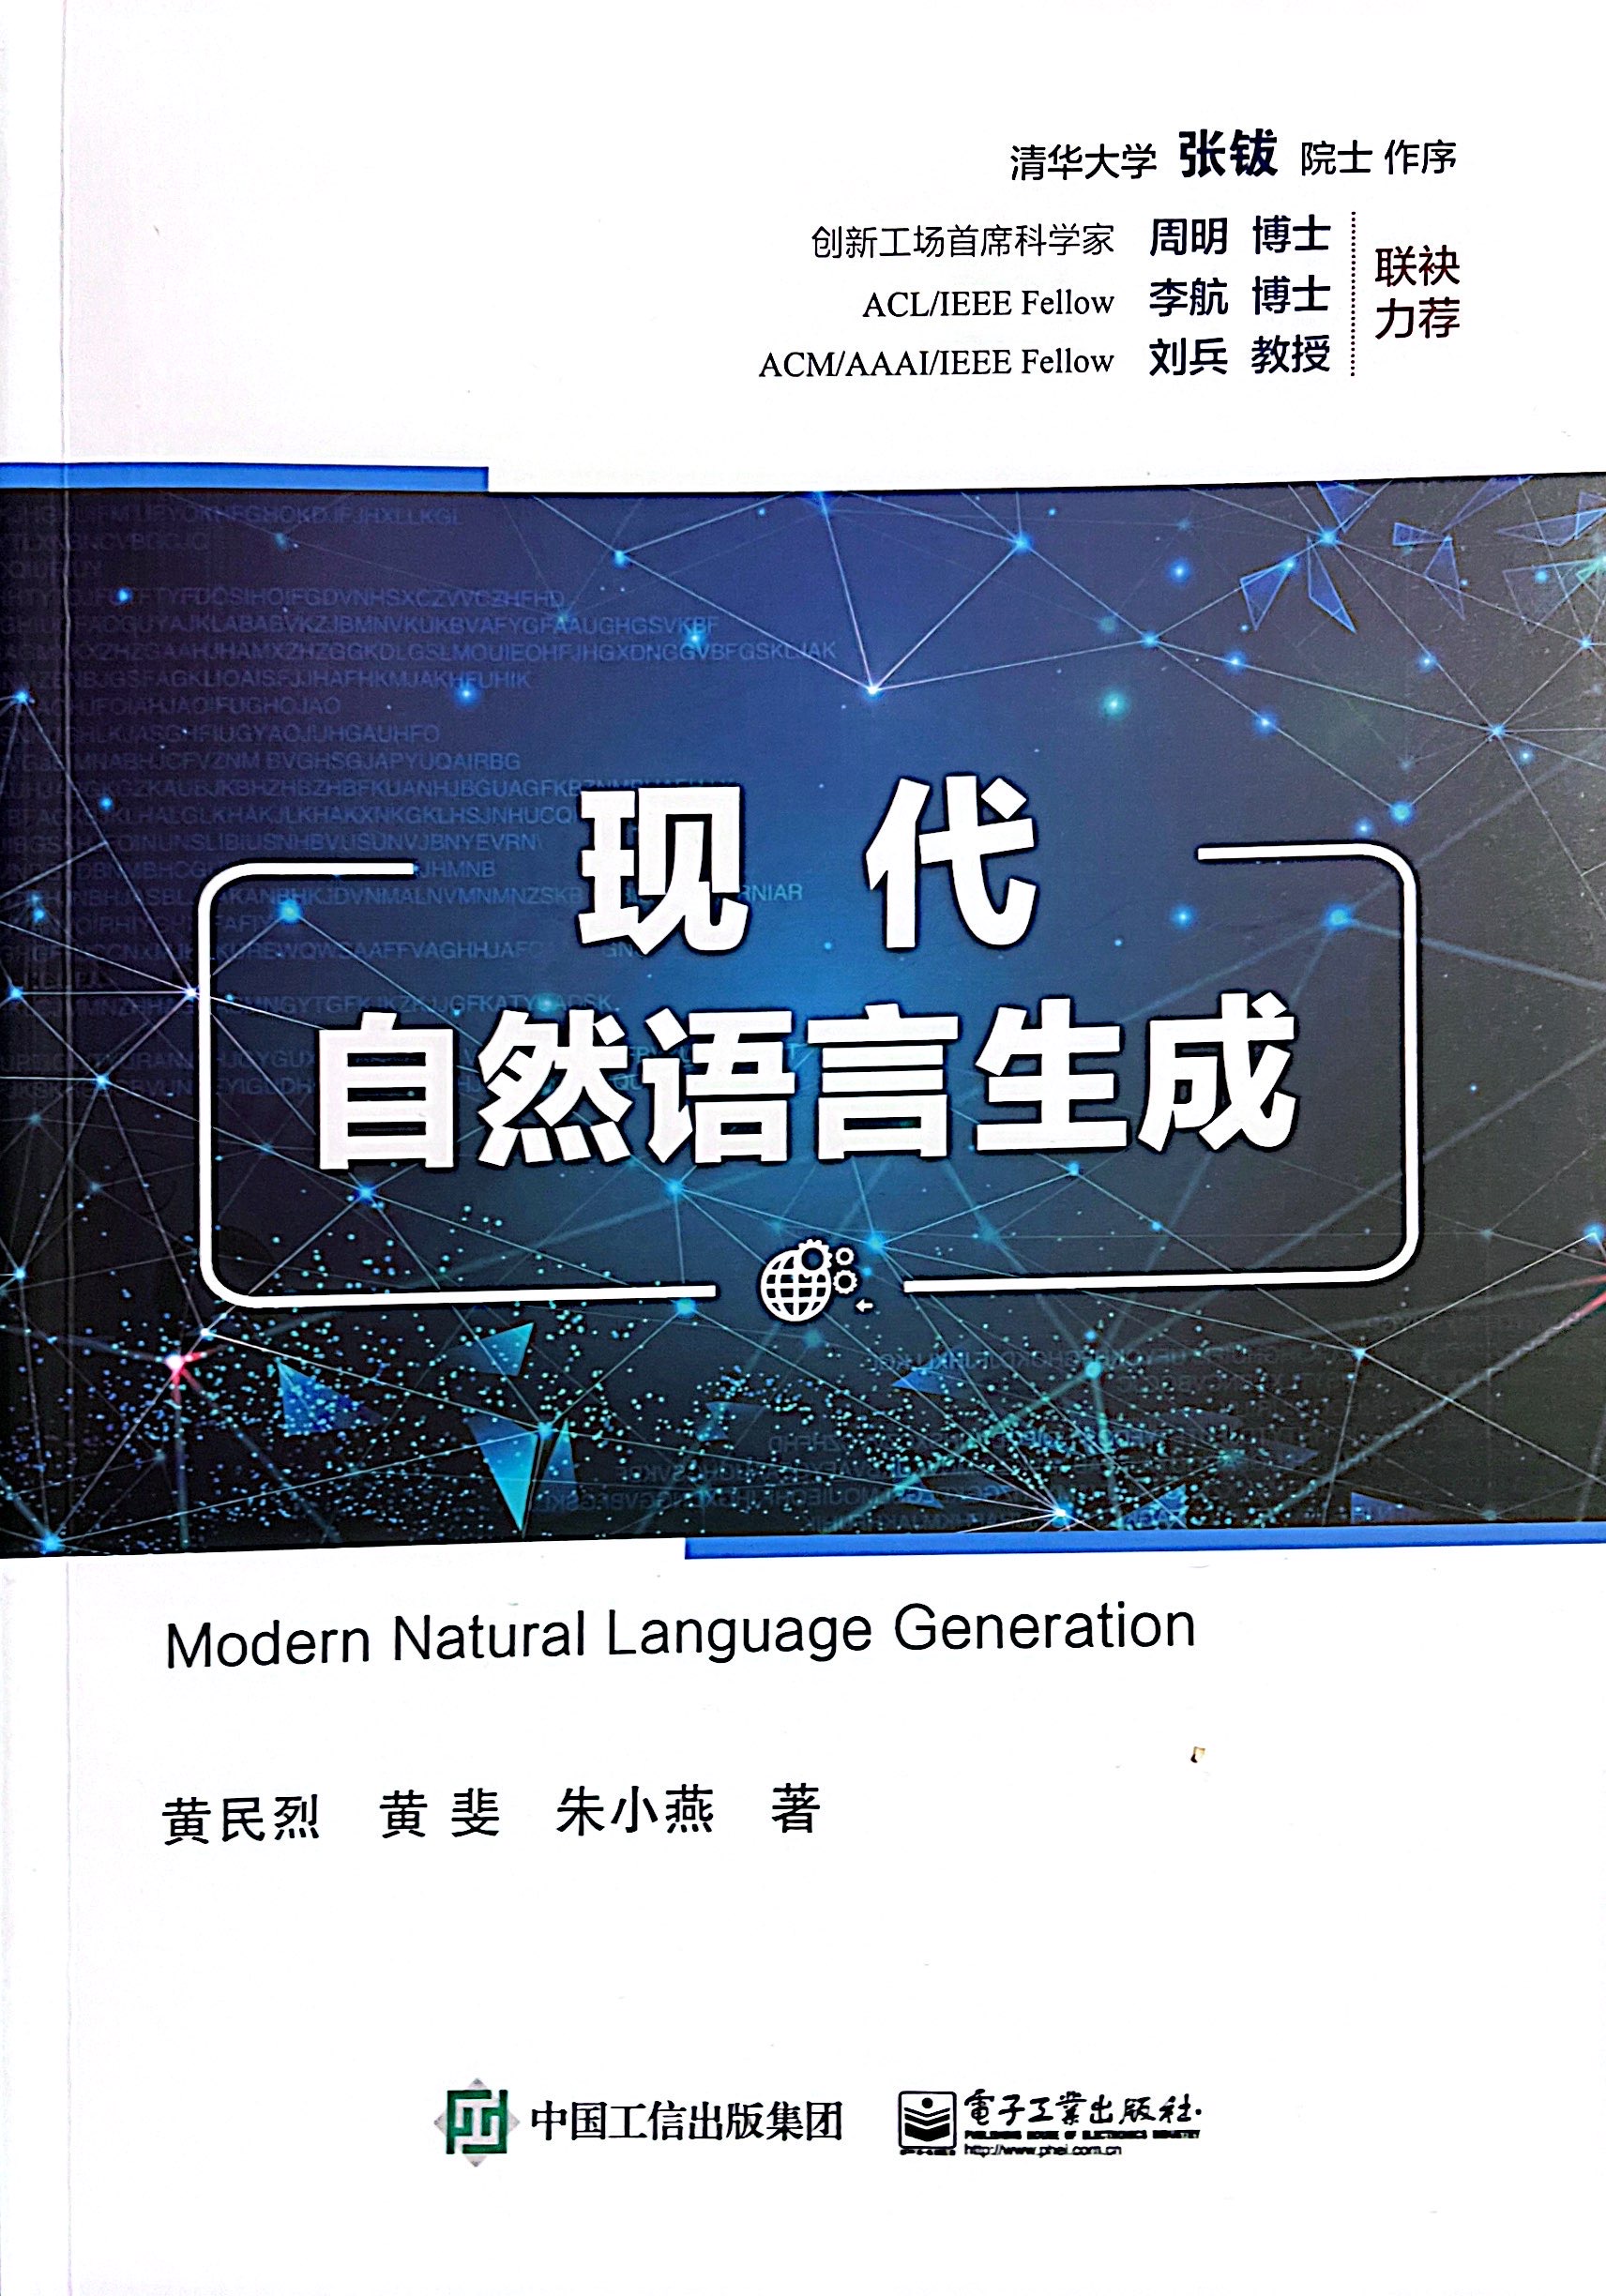 清华大学 张钹 院士 作序
创新工场首席科学家 周明 博士
ACL/IEEE Fellow 李航 博士
ACM/AAAI/IEEE Fellow 刘兵 教授
联袂
力荐
现代
自然语言生成
Modern Natural Language Generation
黄民烈 黄斐 朱小燕 著
中国工信出版集团
電子工業出版社·
PUBLISHING HOUSE OF ELECTRONICS INDUSTRY
http://www.phei.com.cn